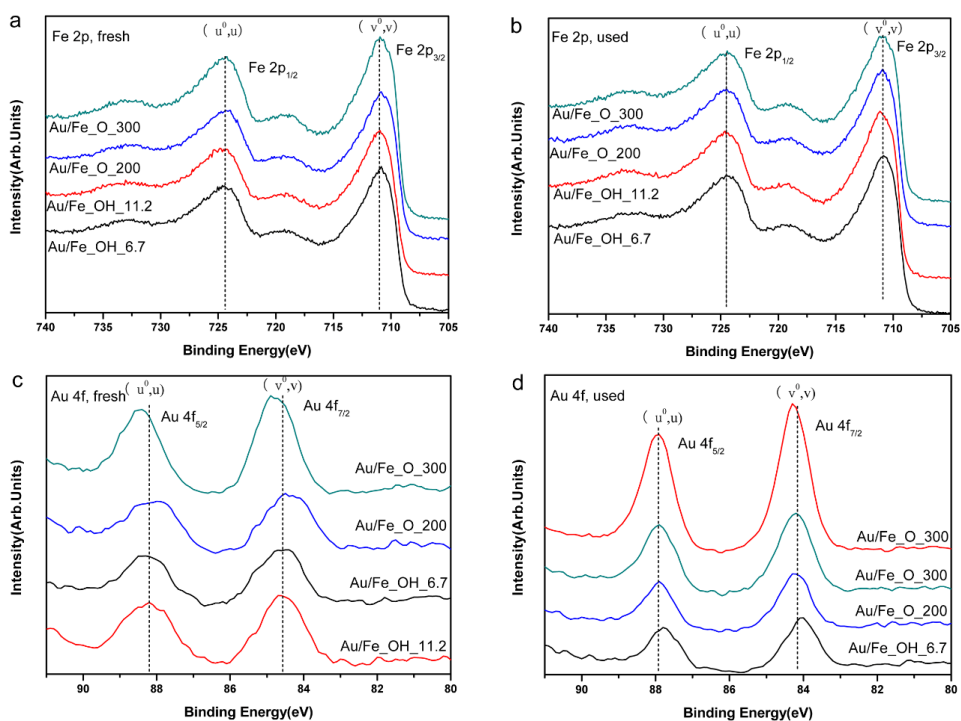 a
(u⁰,u)
(v⁰,v)
Fe 2p, fresh
Fe 2p1/2
Fe 2p3/2
Au/Fe_O_300
Au/Fe_O_200
Au/Fe_OH_11.2
Au/Fe_OH_6.7
Intensity(Arb.Units)
740 735 730 725 720 715 710 705
Binding Energy(eV)
b
(u⁰,u)
(v⁰,v)
Fe 2p, used
Fe 2p1/2
Fe 2p3/2
Au/Fe_O_300
Au/Fe_O_200
Au/Fe_OH_11.2
Au/Fe_OH_6.7
Intensity(Arb.Units)
740 735 730 725 720 715 710 705
Binding Energy(eV)
c
(u⁰,u)
(v⁰,v)
Au 4f, fresh
Au 4f5/2
Au 4f7/2
Au/Fe_O_300
Au/Fe_O_200
Au/Fe_OH_6.7
Au/Fe_OH_11.2
Intensity(Arb.Units)
90 88 86 84 82 80
Binding Energy(eV)
d
(u⁰,u)
(v⁰,v)
Au 4f, used
Au 4f5/2
Au 4f7/2
Au/Fe_O_300
Au/Fe_O_300
Au/Fe_O_200
Au/Fe_OH_6.7
Intensity(Arb.Units)
90 88 86 84 82 80
Binding Energy(eV)